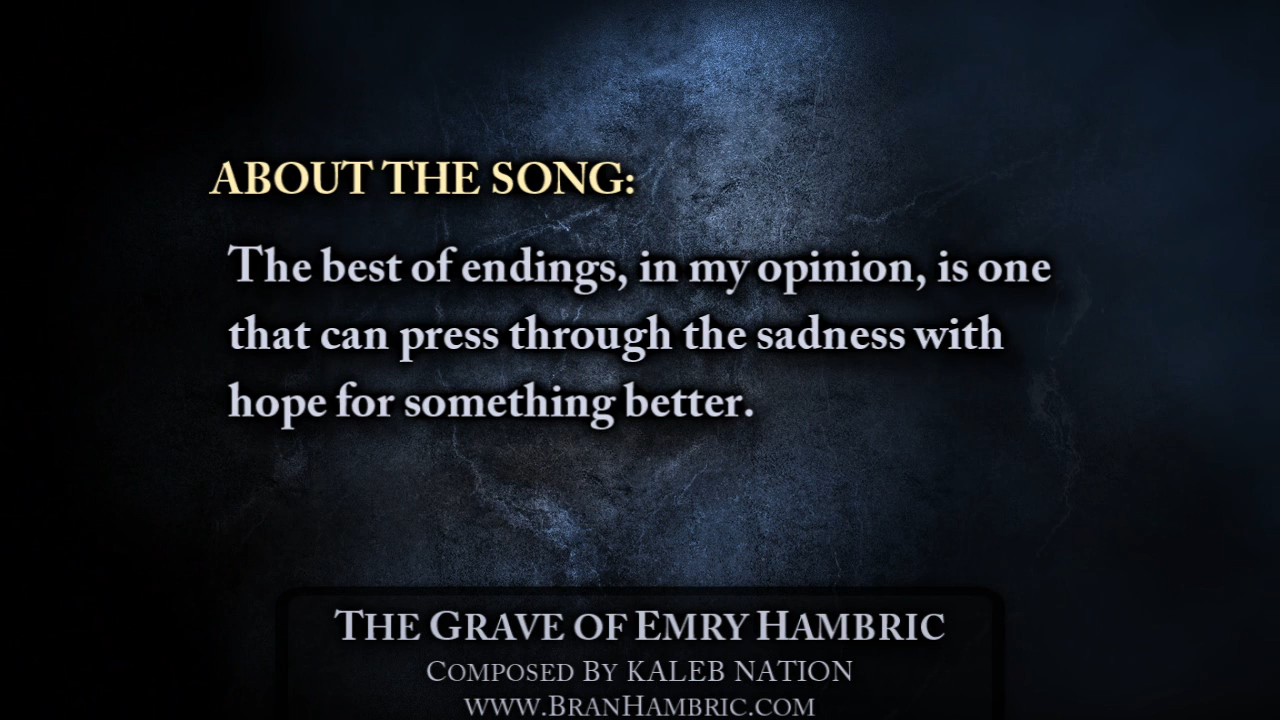 ABOUT THE SONG:
The best of endings, in my opinion, is one
that can press through the sadness with
hope for something better.
THE GRAVE OF EMRY HAMBRIC
COMPOSED BY KALEB NATION
WWW.BRANHAMBRIC.COM